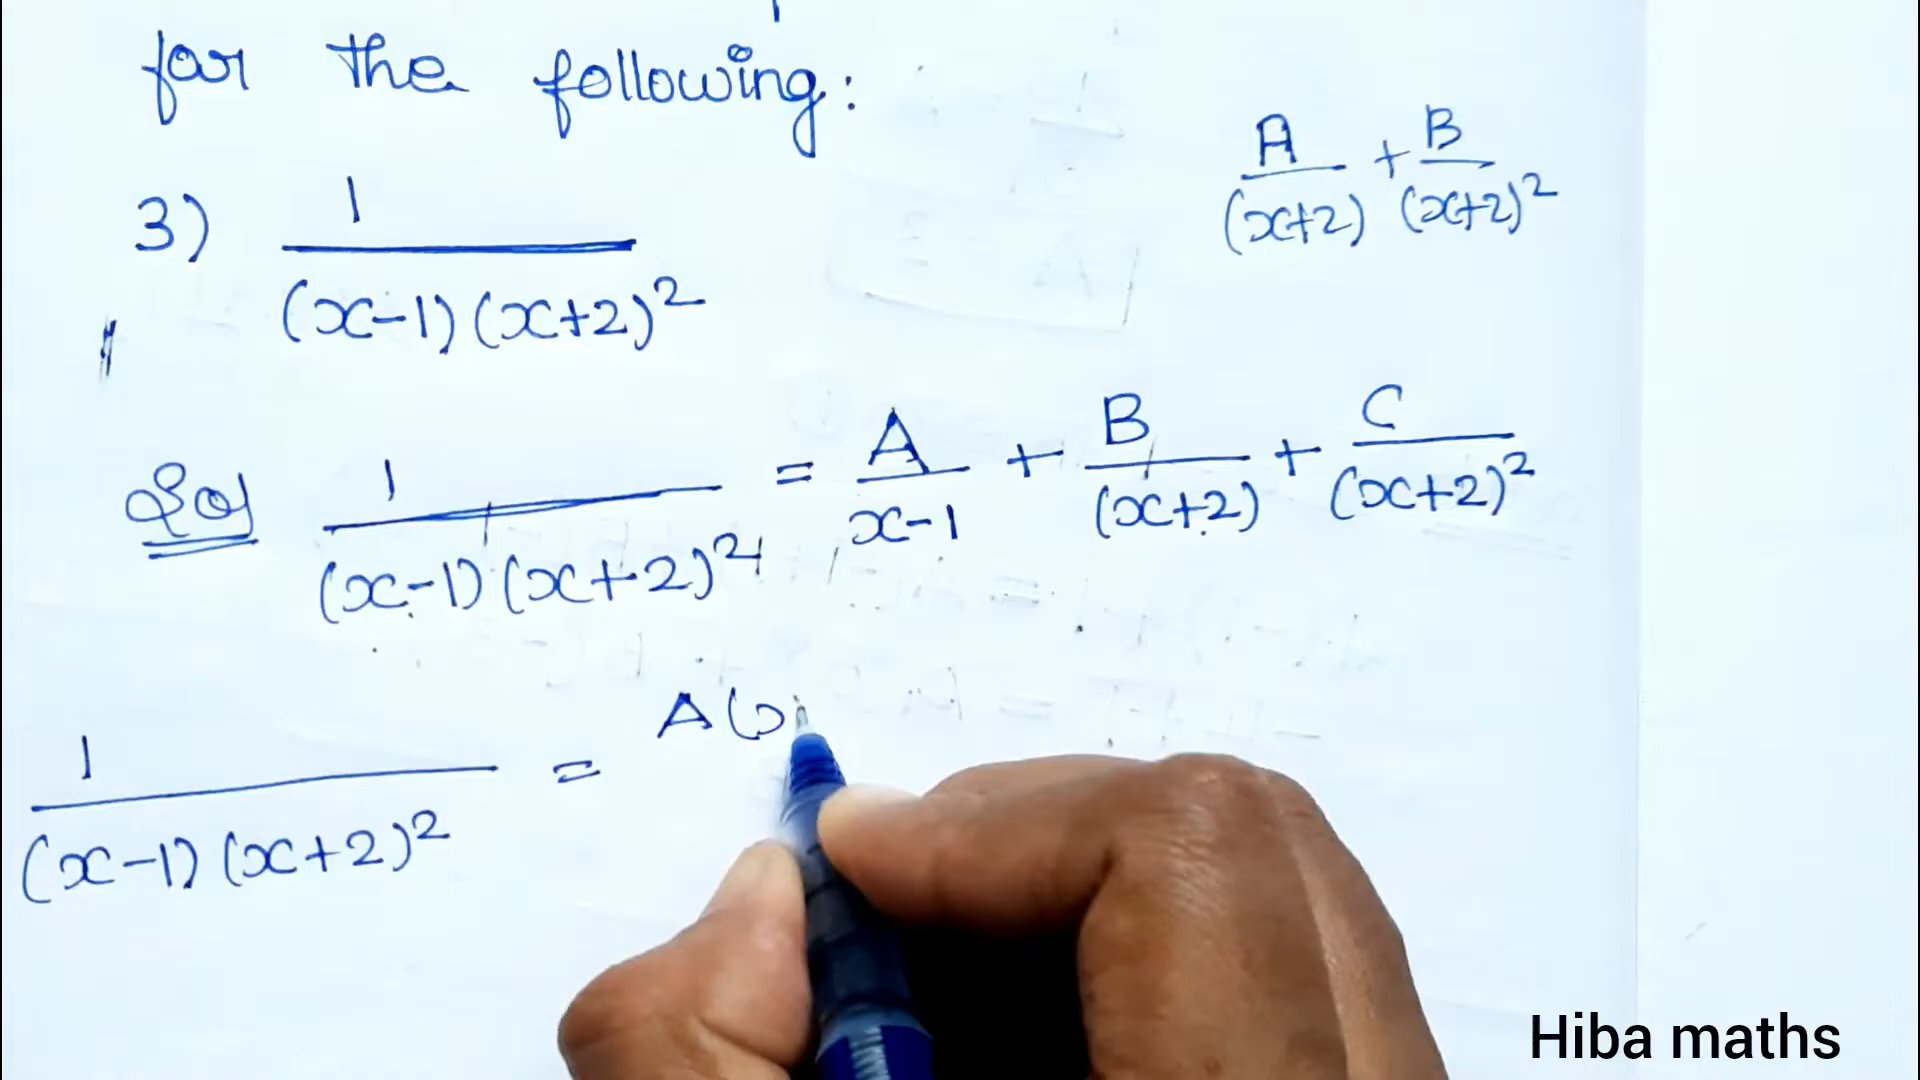 for the following:
A/(x+2) + B/(x+2)²
3) 1/((x-1)(x+2)²)
Sol 1/((x-1)(x+2)²) = A/(x-1) + B/(x+2) + C/(x+2)²
1/((x-1)(x+2)²) = A(
Hiba maths